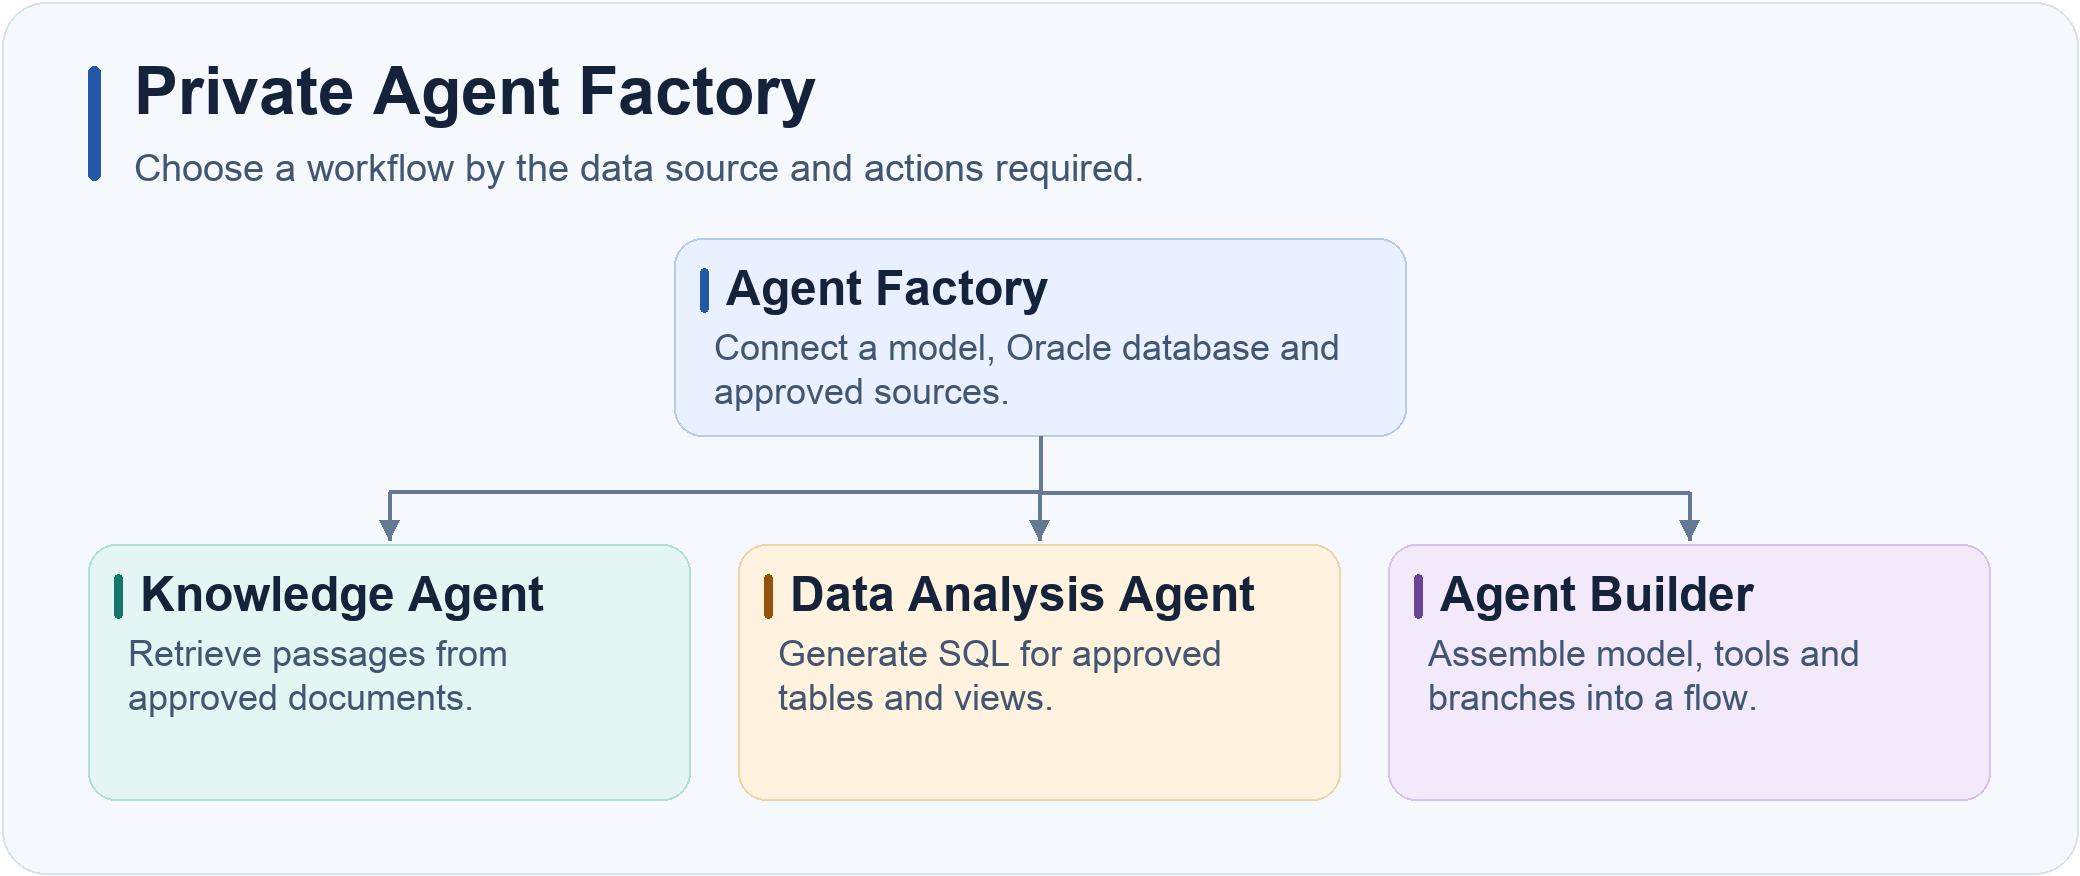 Private Agent Factory
Choose a workflow by the data source and actions required.
Agent Factory
Connect a model, Oracle database and
approved sources.
Knowledge Agent
Retrieve passages from
approved documents.
Data Analysis Agent
Generate SQL for approved
tables and views.
Agent Builder
Assemble model, tools and
branches into a flow.